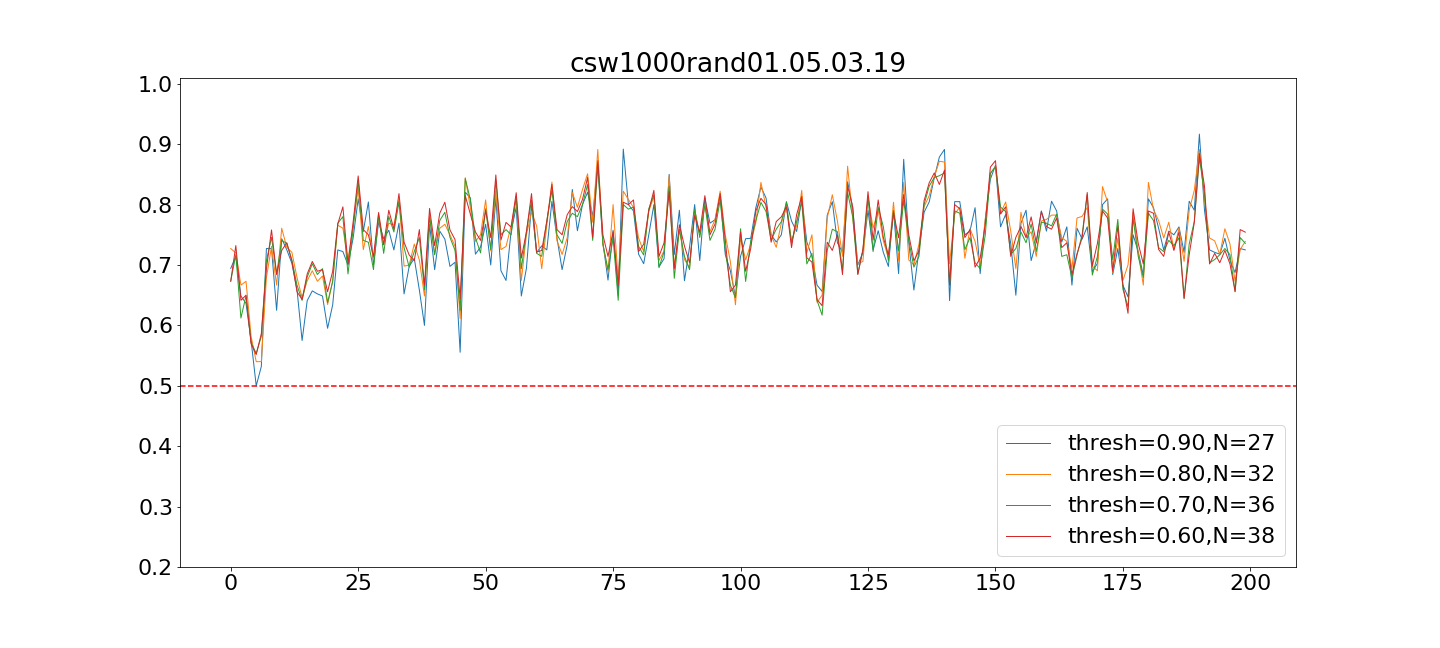 csw1000rand01.05.03.19
1.0
0.9
0.8
0.7
0.6
0.5
0.4
0.3
0.2
thresh=0.90,N=27
thresh=0.80,N=32
thresh=0.70,N=36
thresh=0.60,N=38
0 25 50 75 100 125 150 175 200